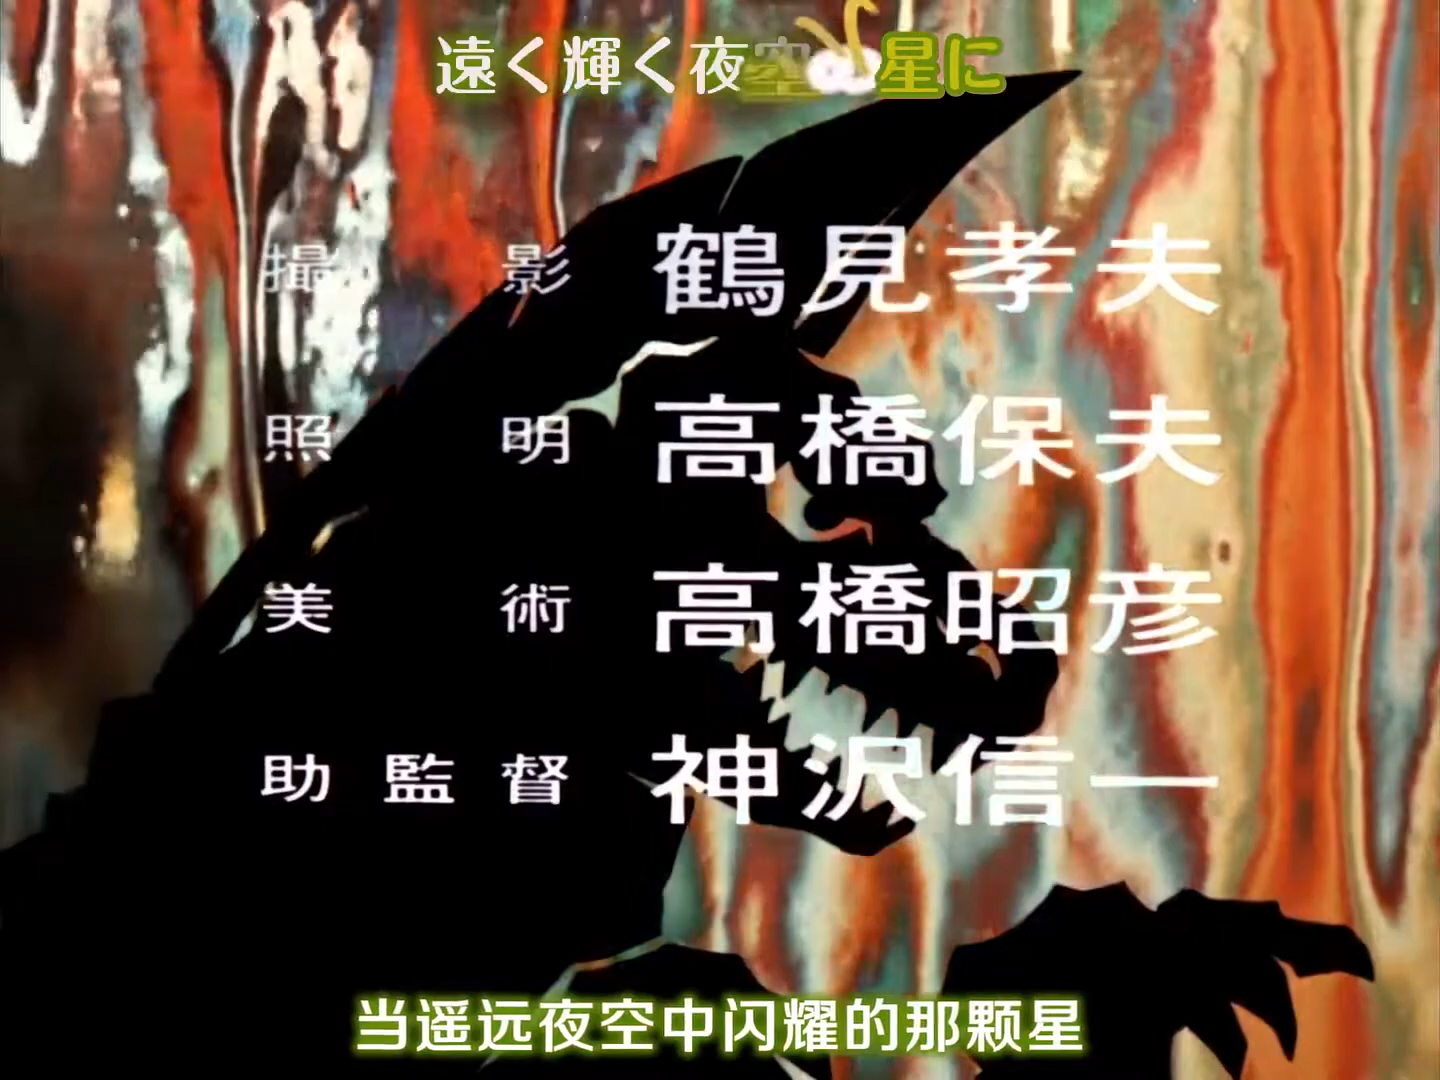 遠く輝く夜空の星に
撮影 鶴見孝夫
照明 高橋保夫
美術 高橋昭彦
助監督 神沢信一
当遥远夜空中闪耀的那颗星